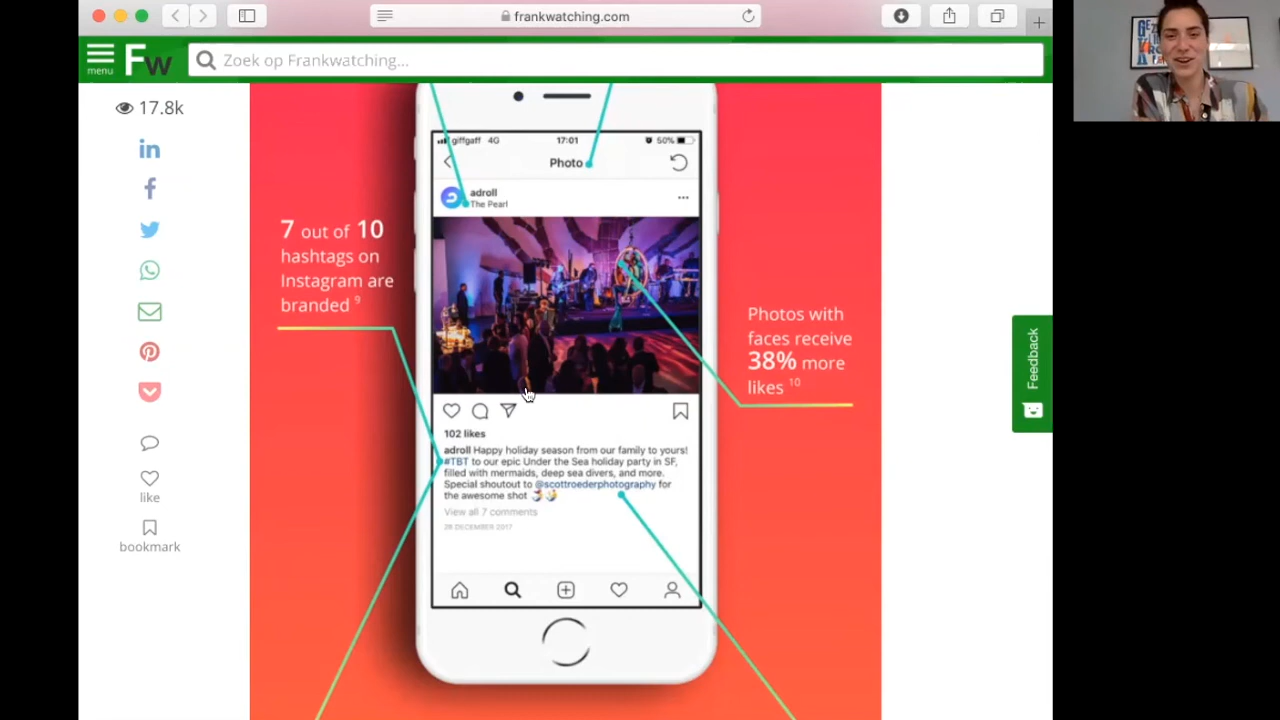 frankwatching.com
menu
Fw
Zoek op Frankwatching...
17.8k
like
bookmark
giffgaff 4G
17:01
50%
Photo
adroll
The Pearl
7 out of 10
hashtags on
Instagram are
branded 9
Photos with
faces receive
38% more
likes 10
102 likes
adroll Happy holiday season from our family to yours!
#TBT to our epic Under the Sea holiday party in SF,
filled with mermaids, deep sea divers, and more.
Special shoutout to @scottroederphotography for
the awesome shot
View all 7 comments
28 DECEMBER 2017
Feedback